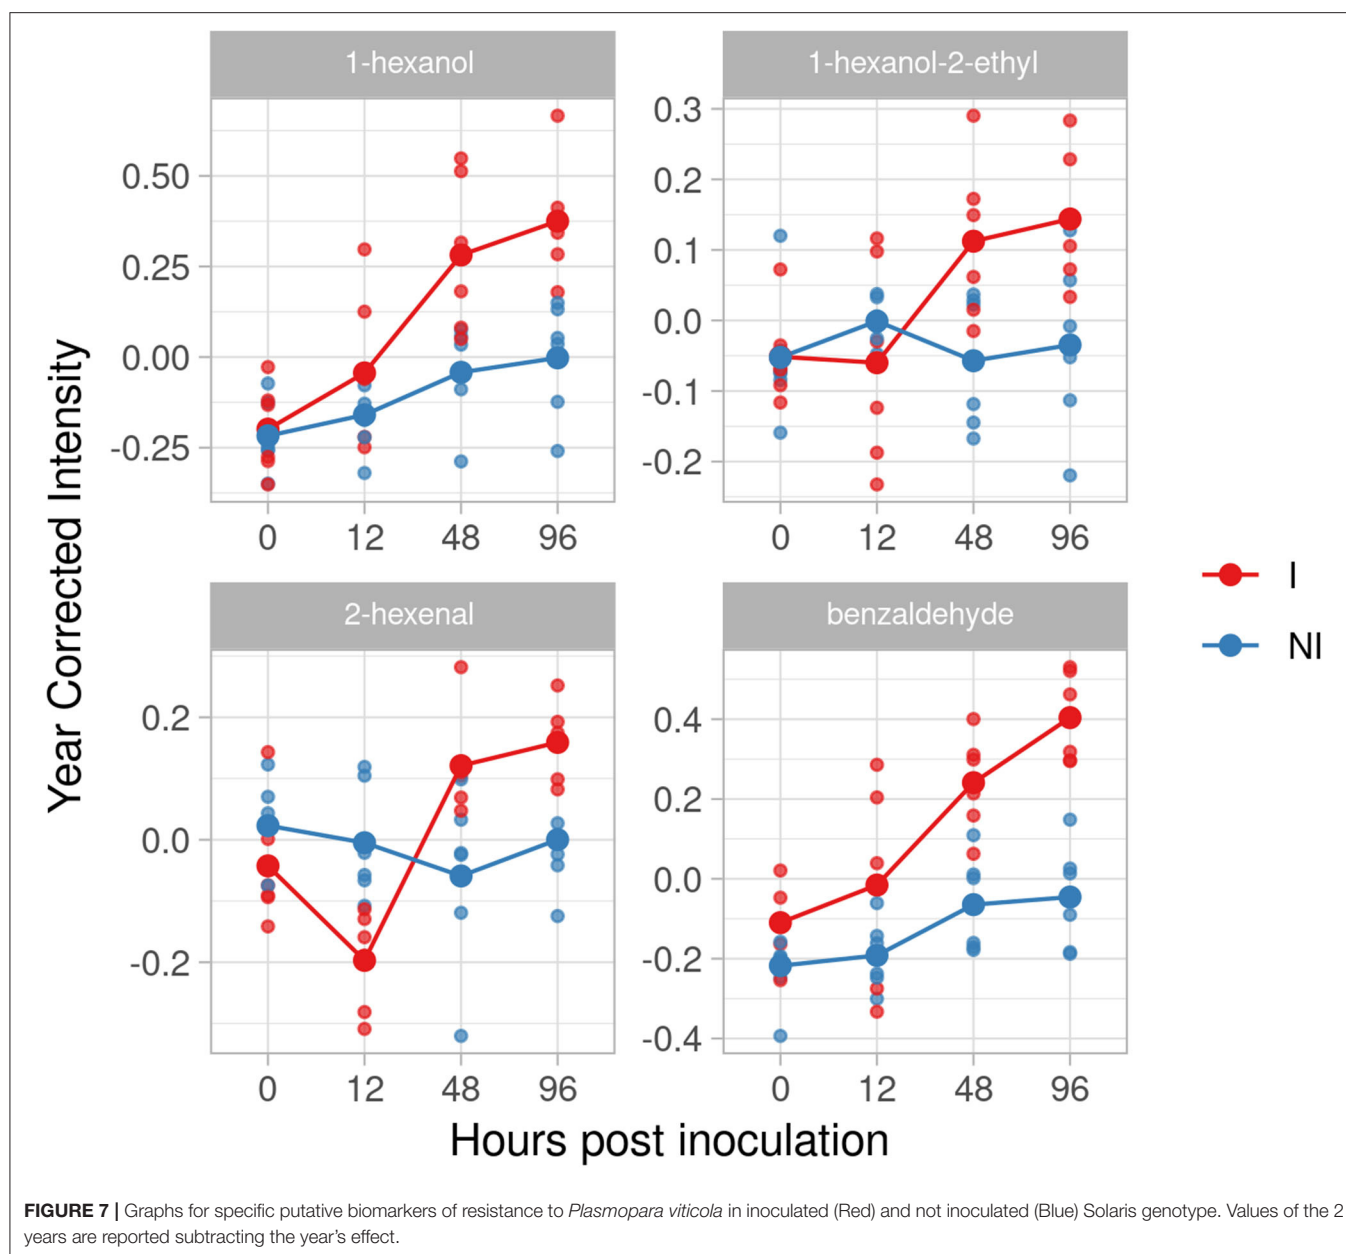 1-hexanol
1-hexanol-2-ethyl
0.50
0.25
0.00
-0.25
0.3
0.2
0.1
0.0
-0.1
-0.2
0 12 48 96
0 12 48 96
2-hexenal
benzaldehyde
0.2
0.0
-0.2
0.4
0.2
0.0
-0.2
-0.4
0 12 48 96
0 12 48 96
Year Corrected Intensity
Hours post inoculation
I
NI
FIGURE 7 | Graphs for specific putative biomarkers of resistance to Plasmopara viticola in inoculated (Red) and not inoculated (Blue) Solaris genotype. Values of the 2
years are reported subtracting the year's effect.